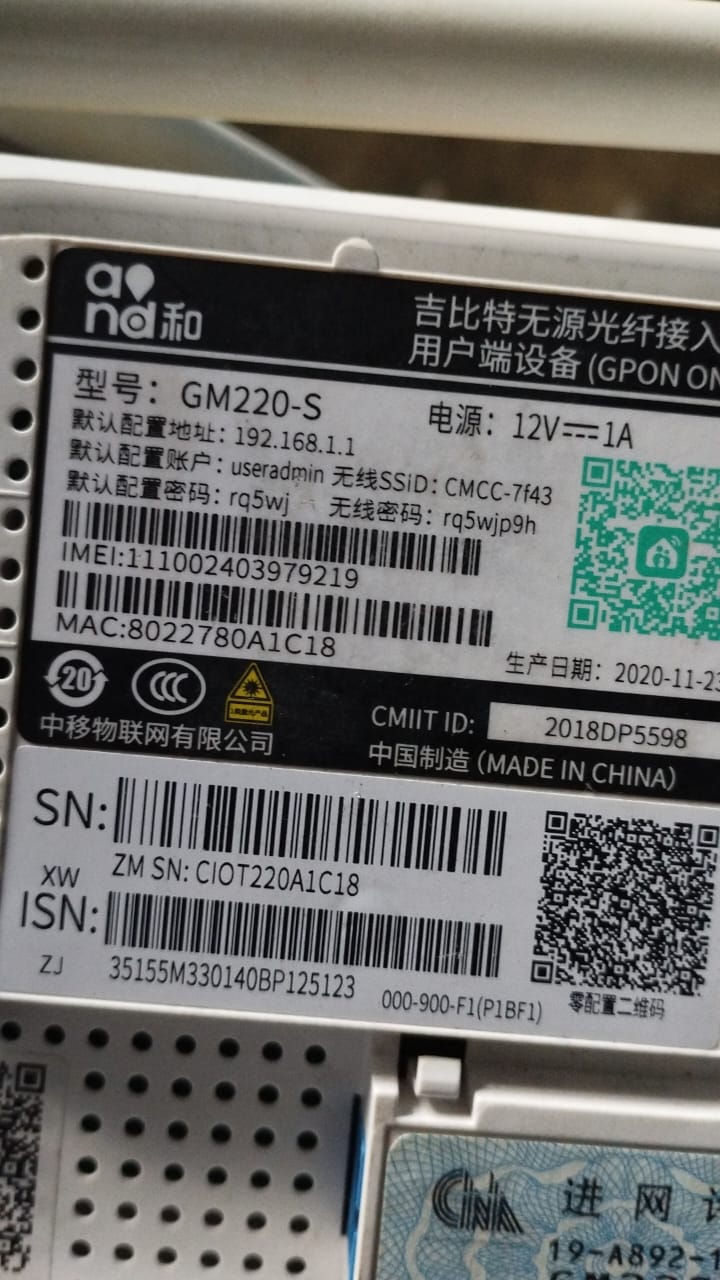 and和
吉比特无源光纤接入
用户端设备(GPON ON
型号：GM220-S
电源：12V⎓1A
默认配置地址：192.168.1.1
默认配置账户：useradmin 无线SSiD：CMCC-7f43
默认配置密码：rq5wj 无线密码：rq5wjp9h
IMEI:111002403979219
MAC:8022780A1C18
生产日期：2020-11-23
20
CCC
中移物联网有限公司
CMIIT ID: 2018DP5598
中国制造（MADE IN CHINA）
SN:
ZM SN: CIOT220A1C18
XW
ISN:
ZJ
35155M330140BP125123
000-900-F1(P1BF1)
零配置二维码
CNA
进网
19-A892-1